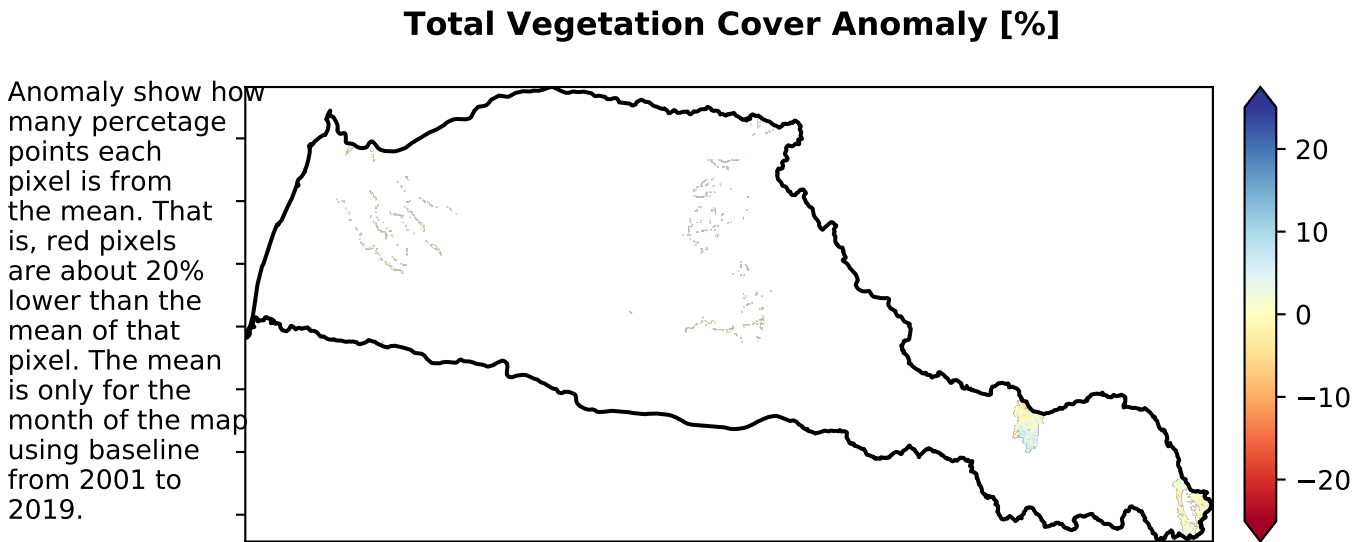 Total Vegetation Cover Anomaly [%]
Anomaly show how
many percetage
points each
pixel is from
the mean. That
is, red pixels
are about 20%
lower than the
mean of that
pixel. The mean
is only for the
month of the map
using baseline
from 2001 to
2019.
20
10
0
−10
−20